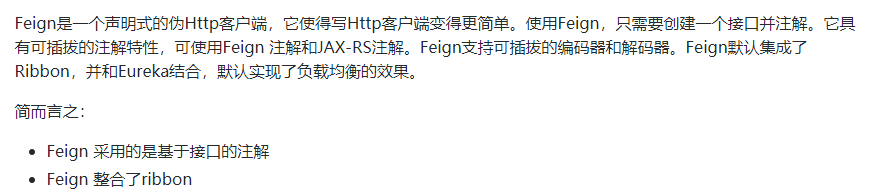 Feign是一个声明式的伪Http客户端，它使得写Http客户端变得更简单。使用Feign，只需要创建一个接口并注解。它具
有可插拔的注解特性，可使用Feign 注解和JAX-RS注解。Feign支持可插拔的编码器和解码器。Feign默认集成了
Ribbon，并和Eureka结合，默认实现了负载均衡的效果。
简而言之：
• Feign 采用的是基于接口的注解
• Feign 整合了ribbon